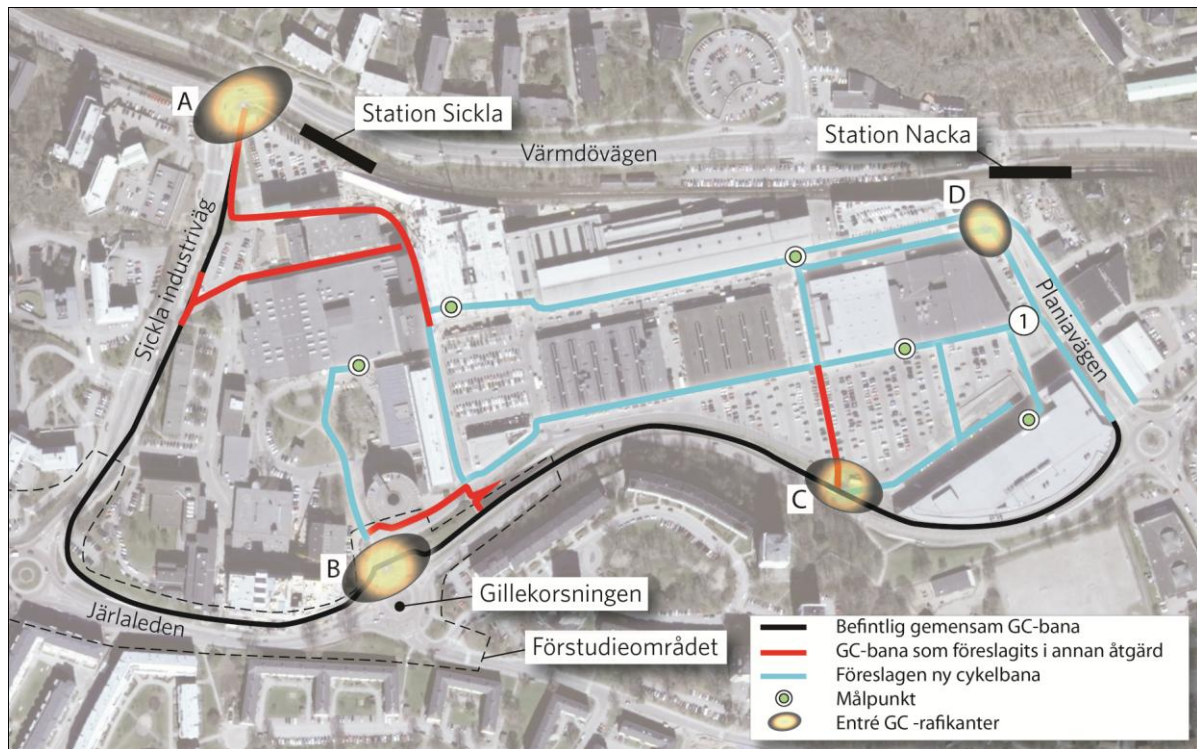 A
Station Sickla
Värmdövägen
Station Nacka
D
Sickla industriväg
Planiavägen
1
C
B
Gillekorsningen
Järlaleden
Förstudieområdet
Befintlig gemensam GC-bana
GC-bana som föreslagits i annan åtgärd
Föreslagen ny cykelbana
Målpunkt
Entré GC -rafikanter